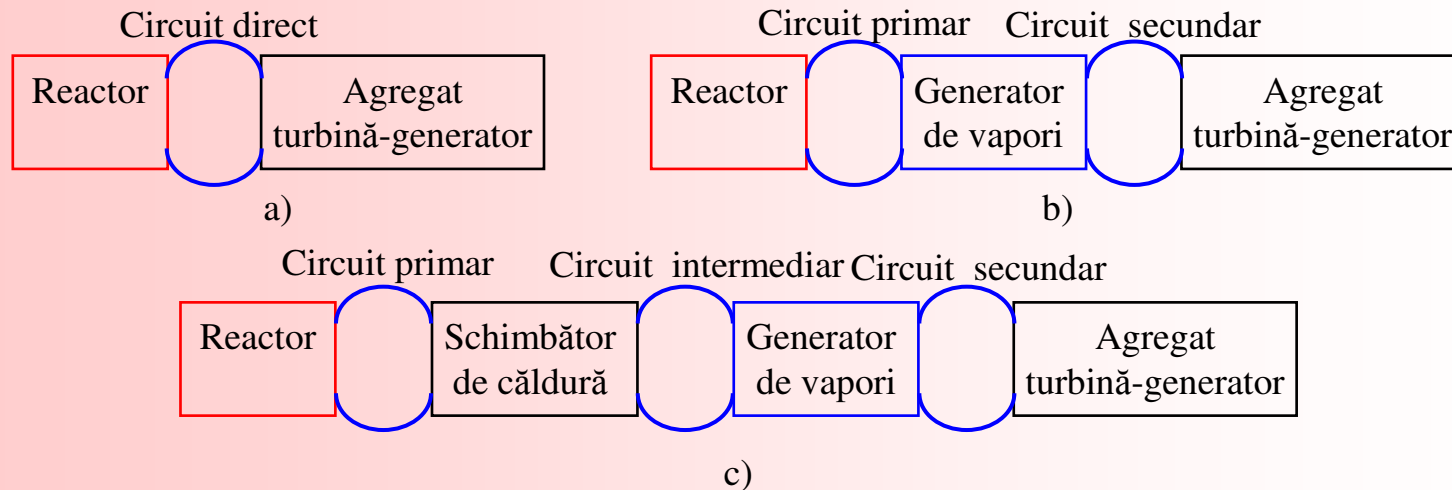 Circuit direct
Reactor
Agregat
turbină-generator
a)
Circuit primar
Circuit secundar
Reactor
Generator
de vapori
Agregat
turbină-generator
b)
Circuit primar
Circuit intermediar
Circuit secundar
Reactor
Schimbător
de căldură
Generator
de vapori
Agregat
turbină-generator
c)